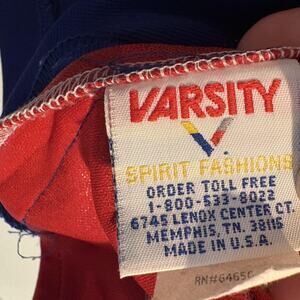 VARSITY
SPIRIT FASHIONS
ORDER TOLL FREE
1-800-533-8022
6745 LENOX CENTER CT.
MEMPHIS, TN. 38115
MADE IN U.S.A.